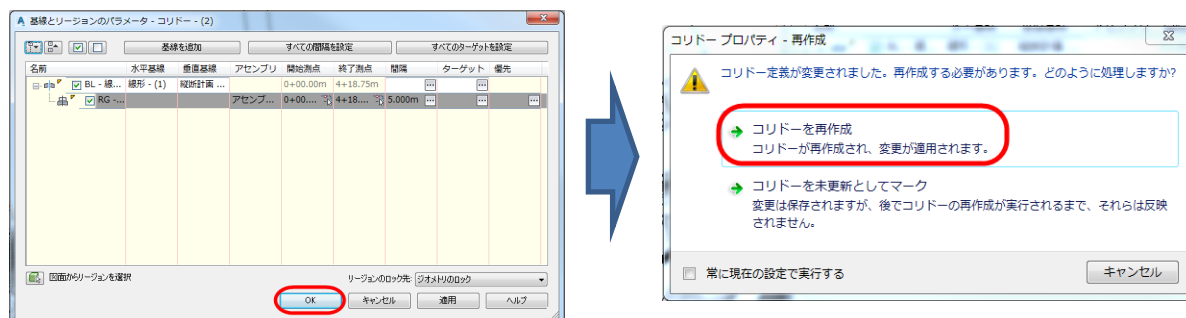 基線とリージョンのパラメータ - コリドー - (2)
基線を追加 すべての間隔を設定 すべてのターゲットを設定
名前 水平基線 垂直基線 アセンブリ 開始測点 終了測点 間隔 ターゲット 優先
BL - 線... 線形 - (1) 縦断計画 ... 0+00.00m 4+18.75m
RG -... アセンブ... 0+00.... 4+18.... 5.000m
図面からリージョンを選択 リージョンのロック先: ジオメトリのロック
OK キャンセル 適用 ヘルプ
コリドー プロパティ - 再作成
コリドー定義が変更されました。再作成する必要があります。どのように処理しますか?
コリドーを再作成
コリドーが再作成され、変更が適用されます。
コリドーを未更新としてマーク
変更は保存されますが、後でコリドーの再作成が実行されるまで、それらは反映
されません。
常に現在の設定で実行する キャンセル